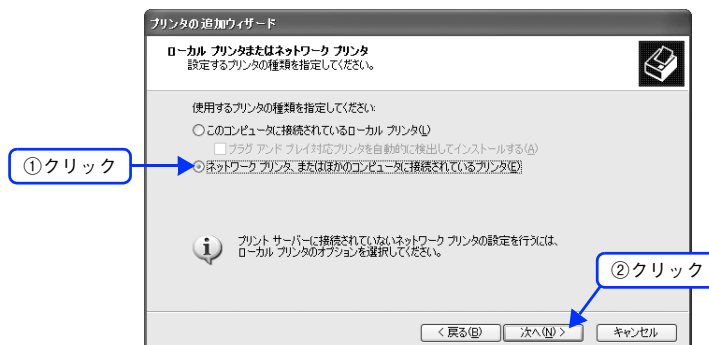 プリンタの追加ウィザード
ローカル プリンタまたはネットワーク プリンタ
設定するプリンタの種類を指定してください。
使用するプリンタの種類を指定してください:
このコンピュータに接続されているローカル プリンタ(L)
プラグ アンド プレイ対応プリンタを自動的に検出してインストールする(A)
①クリック
ネットワーク プリンタ、またはほかのコンピュータに接続されているプリンタ(E)
プリント サーバーに接続されていないネットワーク プリンタの設定を行うには、
ローカル プリンタのオプションを選択してください。
②クリック
< 戻る(B)
次へ(N) >
キャンセル